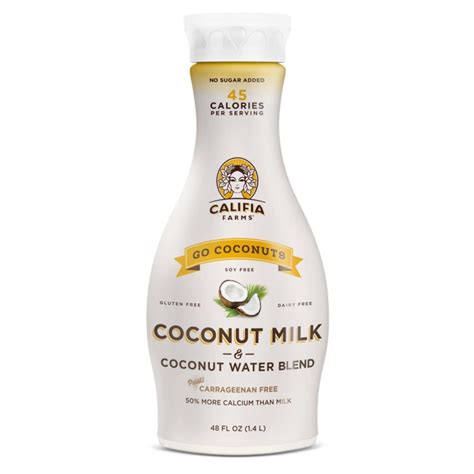 NO SUGAR ADDED
45
CALORIES
PER SERVING
CALIFIA
FARMS®
GO COCONUTS
SOY FREE
GLUTEN FREE DAIRY FREE
COCONUT MILK
&
COCONUT WATER BLEND
CARRAGEENAN FREE
50% MORE CALCIUM THAN MILK
48 FL OZ (1.4 L)